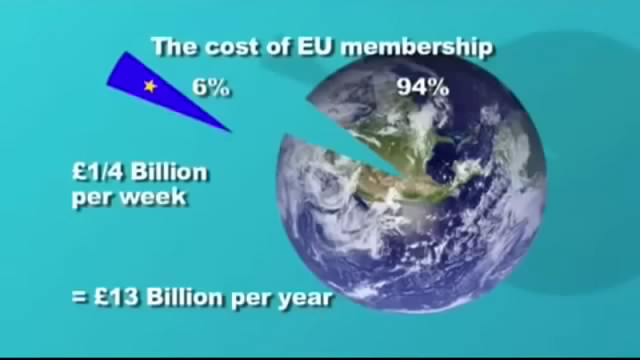 The cost of EU membership
6%
94%
£1/4 Billion
per week
= £13 Billion per year